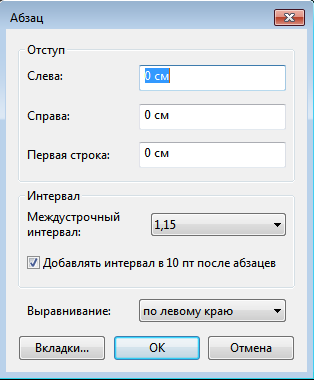 Абзац
Отступ
Слева: 0 см
Справа: 0 см
Первая строка: 0 см
Интервал
Междустрочный
интервал: 1,15
Добавлять интервал в 10 пт после абзацев
Выравнивание: по левому краю
Вкладки... ОК Отмена